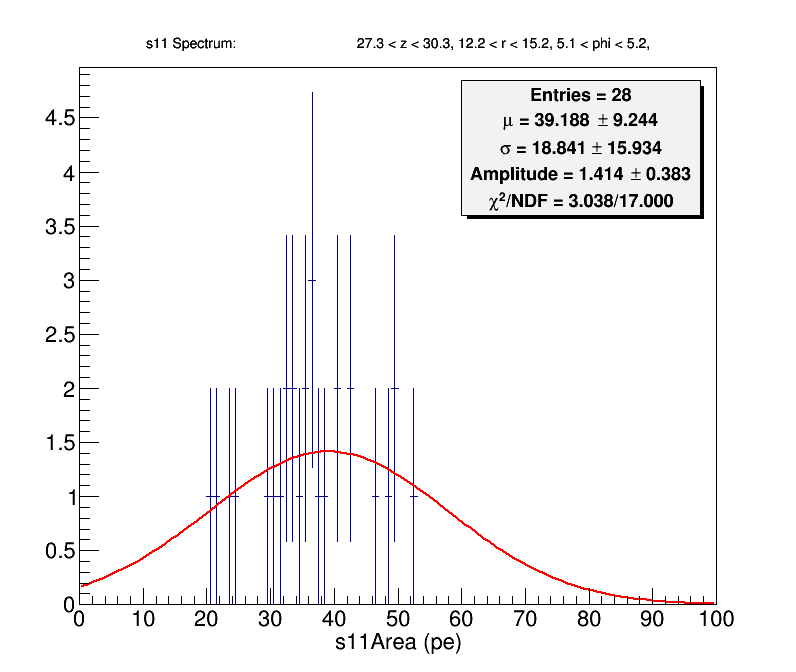 s11 Spectrum: 27.3 < z < 30.3, 12.2 < r < 15.2, 5.1 < phi < 5.2,
Entries = 28
μ = 39.188 ± 9.244
σ = 18.841 ± 15.934
Amplitude = 1.414 ± 0.383
χ²/NDF = 3.038/17.000
4.5
4
3.5
3
2.5
2
1.5
1
0.5
0
0 10 20 30 40 50 60 70 80 90 100
s11Area (pe)